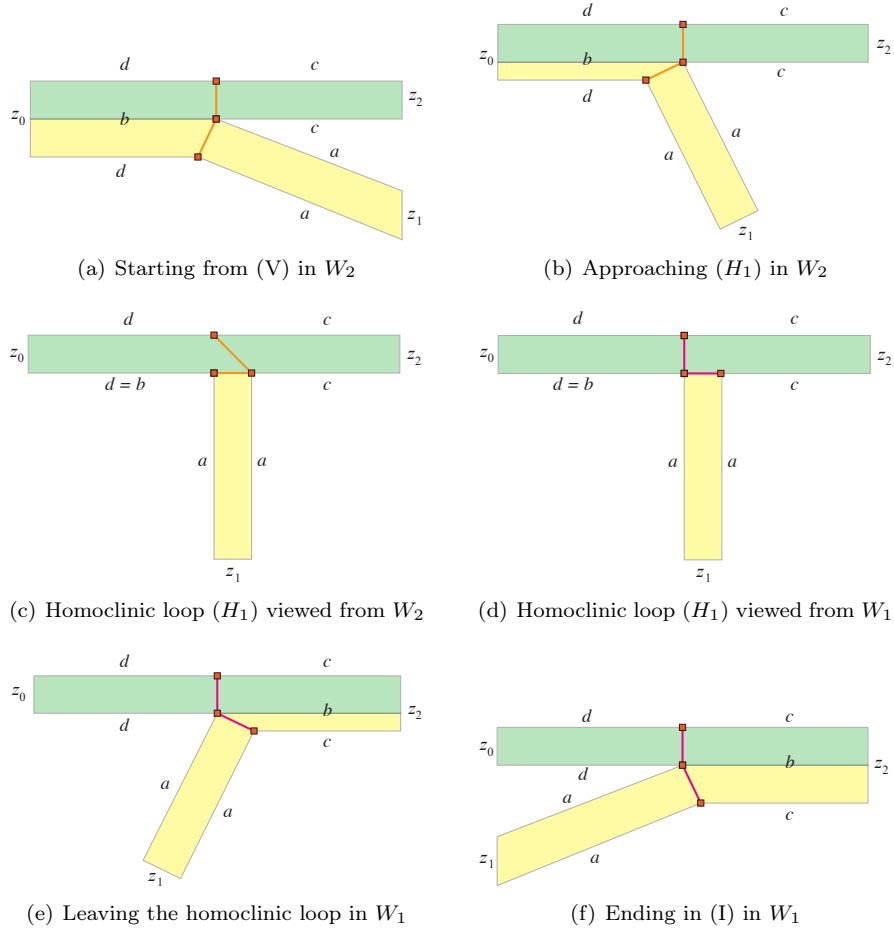 d c
z0 b z2
d c
a
a
z1
(a) Starting from (V) in W2
d c
z0 b z2
d c
a
a
z1
(b) Approaching (H1) in W2
d c
z0 z2
d = b c
a a
z1
(c) Homoclinic loop (H1) viewed from W2
d c
z0 z2
d = b c
a a
z1
(d) Homoclinic loop (H1) viewed from W1
d c
z0 b z2
d c
a
a
z1
(e) Leaving the homoclinic loop in W1
d c
z0 b z2
d
a c
z1 a
(f) Ending in (I) in W1